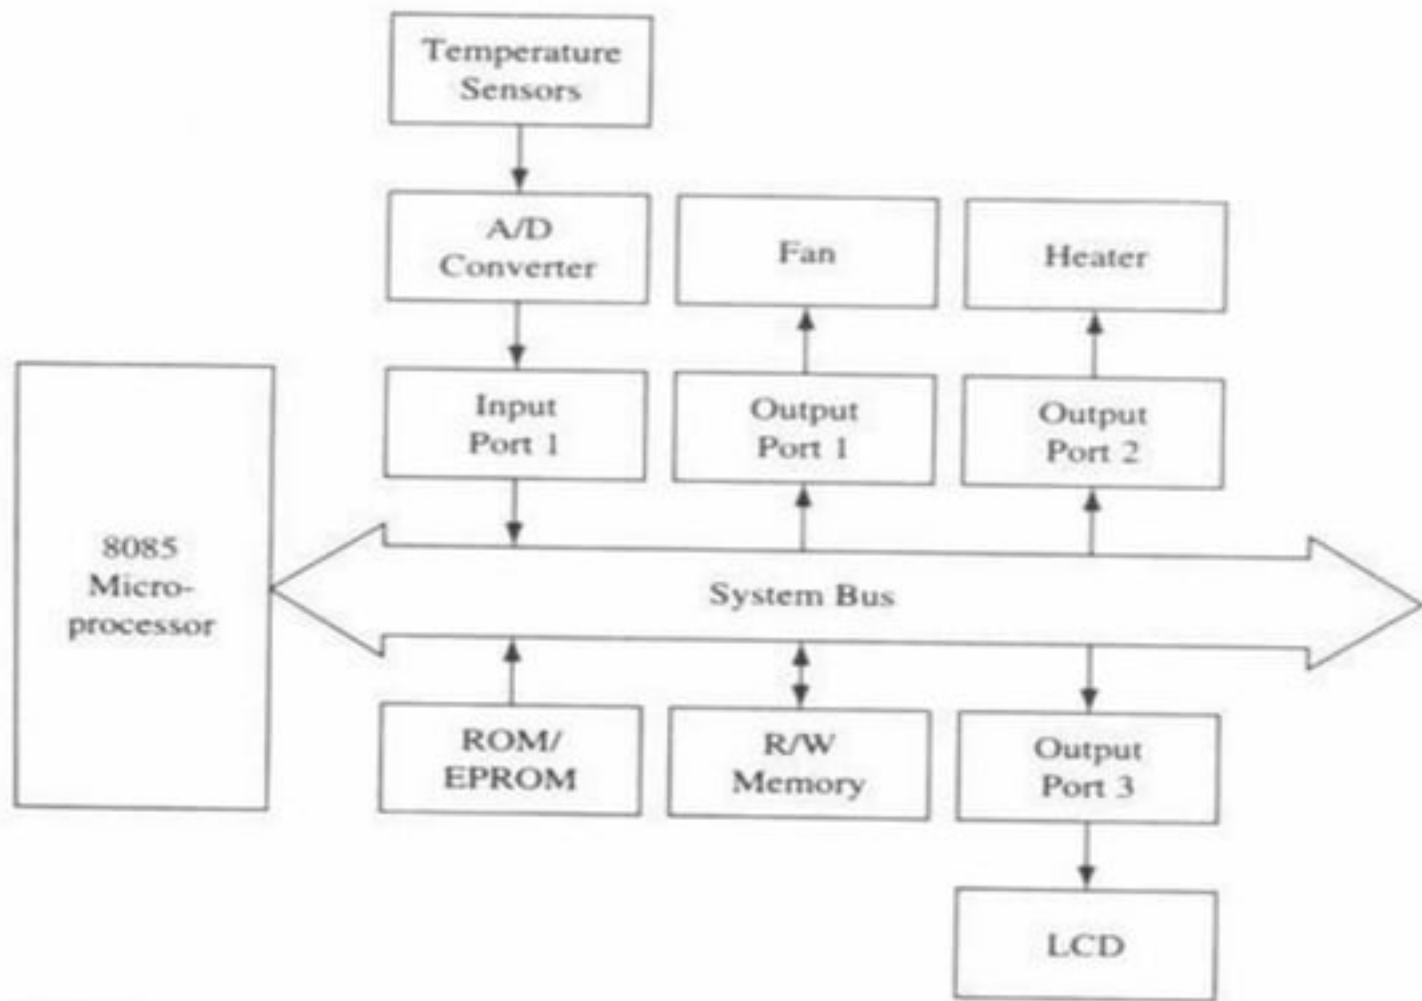 Temperature
Sensors
A/D
Converter
Fan
Heater
Input
Port 1
Output
Port 1
Output
Port 2
8085
Micro-
processor
System Bus
ROM/
EPROM
R/W
Memory
Output
Port 3
LCD